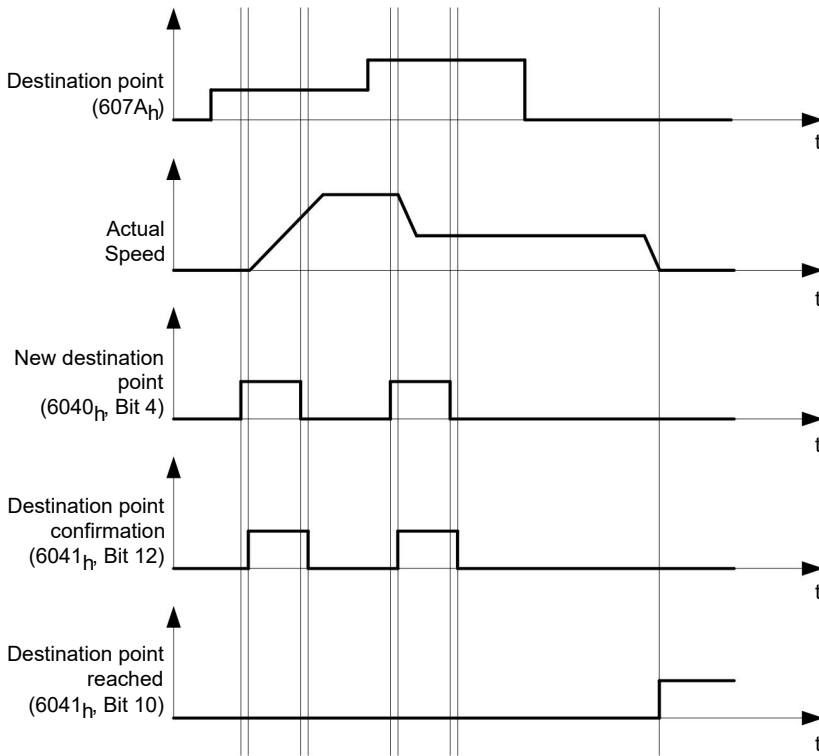 Destination point
(607Ah)
t
Actual
Speed
t
New destination
point
(6040h, Bit 4)
t
Destination point
confirmation
(6041h, Bit 12)
t
Destination point
reached
(6041h, Bit 10)
t